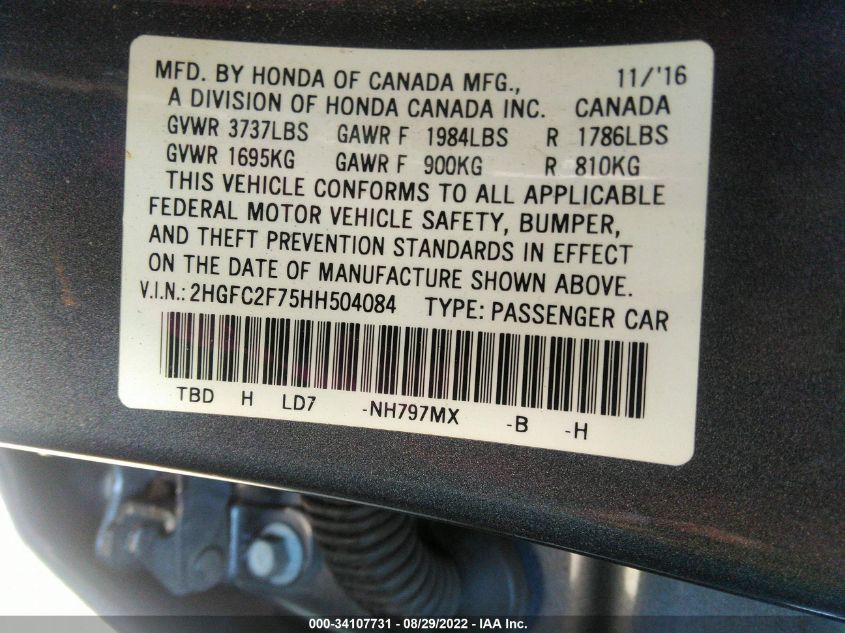 MFD. BY HONDA OF CANADA MFG., 11/'16
A DIVISION OF HONDA CANADA INC. CANADA
GVWR 3737LBS GAWR F 1984LBS R 1786LBS
GVWR 1695KG GAWR F 900KG R 810KG
THIS VEHICLE CONFORMS TO ALL APPLICABLE
FEDERAL MOTOR VEHICLE SAFETY, BUMPER,
AND THEFT PREVENTION STANDARDS IN EFFECT
ON THE DATE OF MANUFACTURE SHOWN ABOVE.
V.I.N.: 2HGFC2F75HH504084 TYPE: PASSENGER CAR
TBD H LD7 -NH797MX -B -H
000-34107731 - 08/29/2022 - IAA Inc.